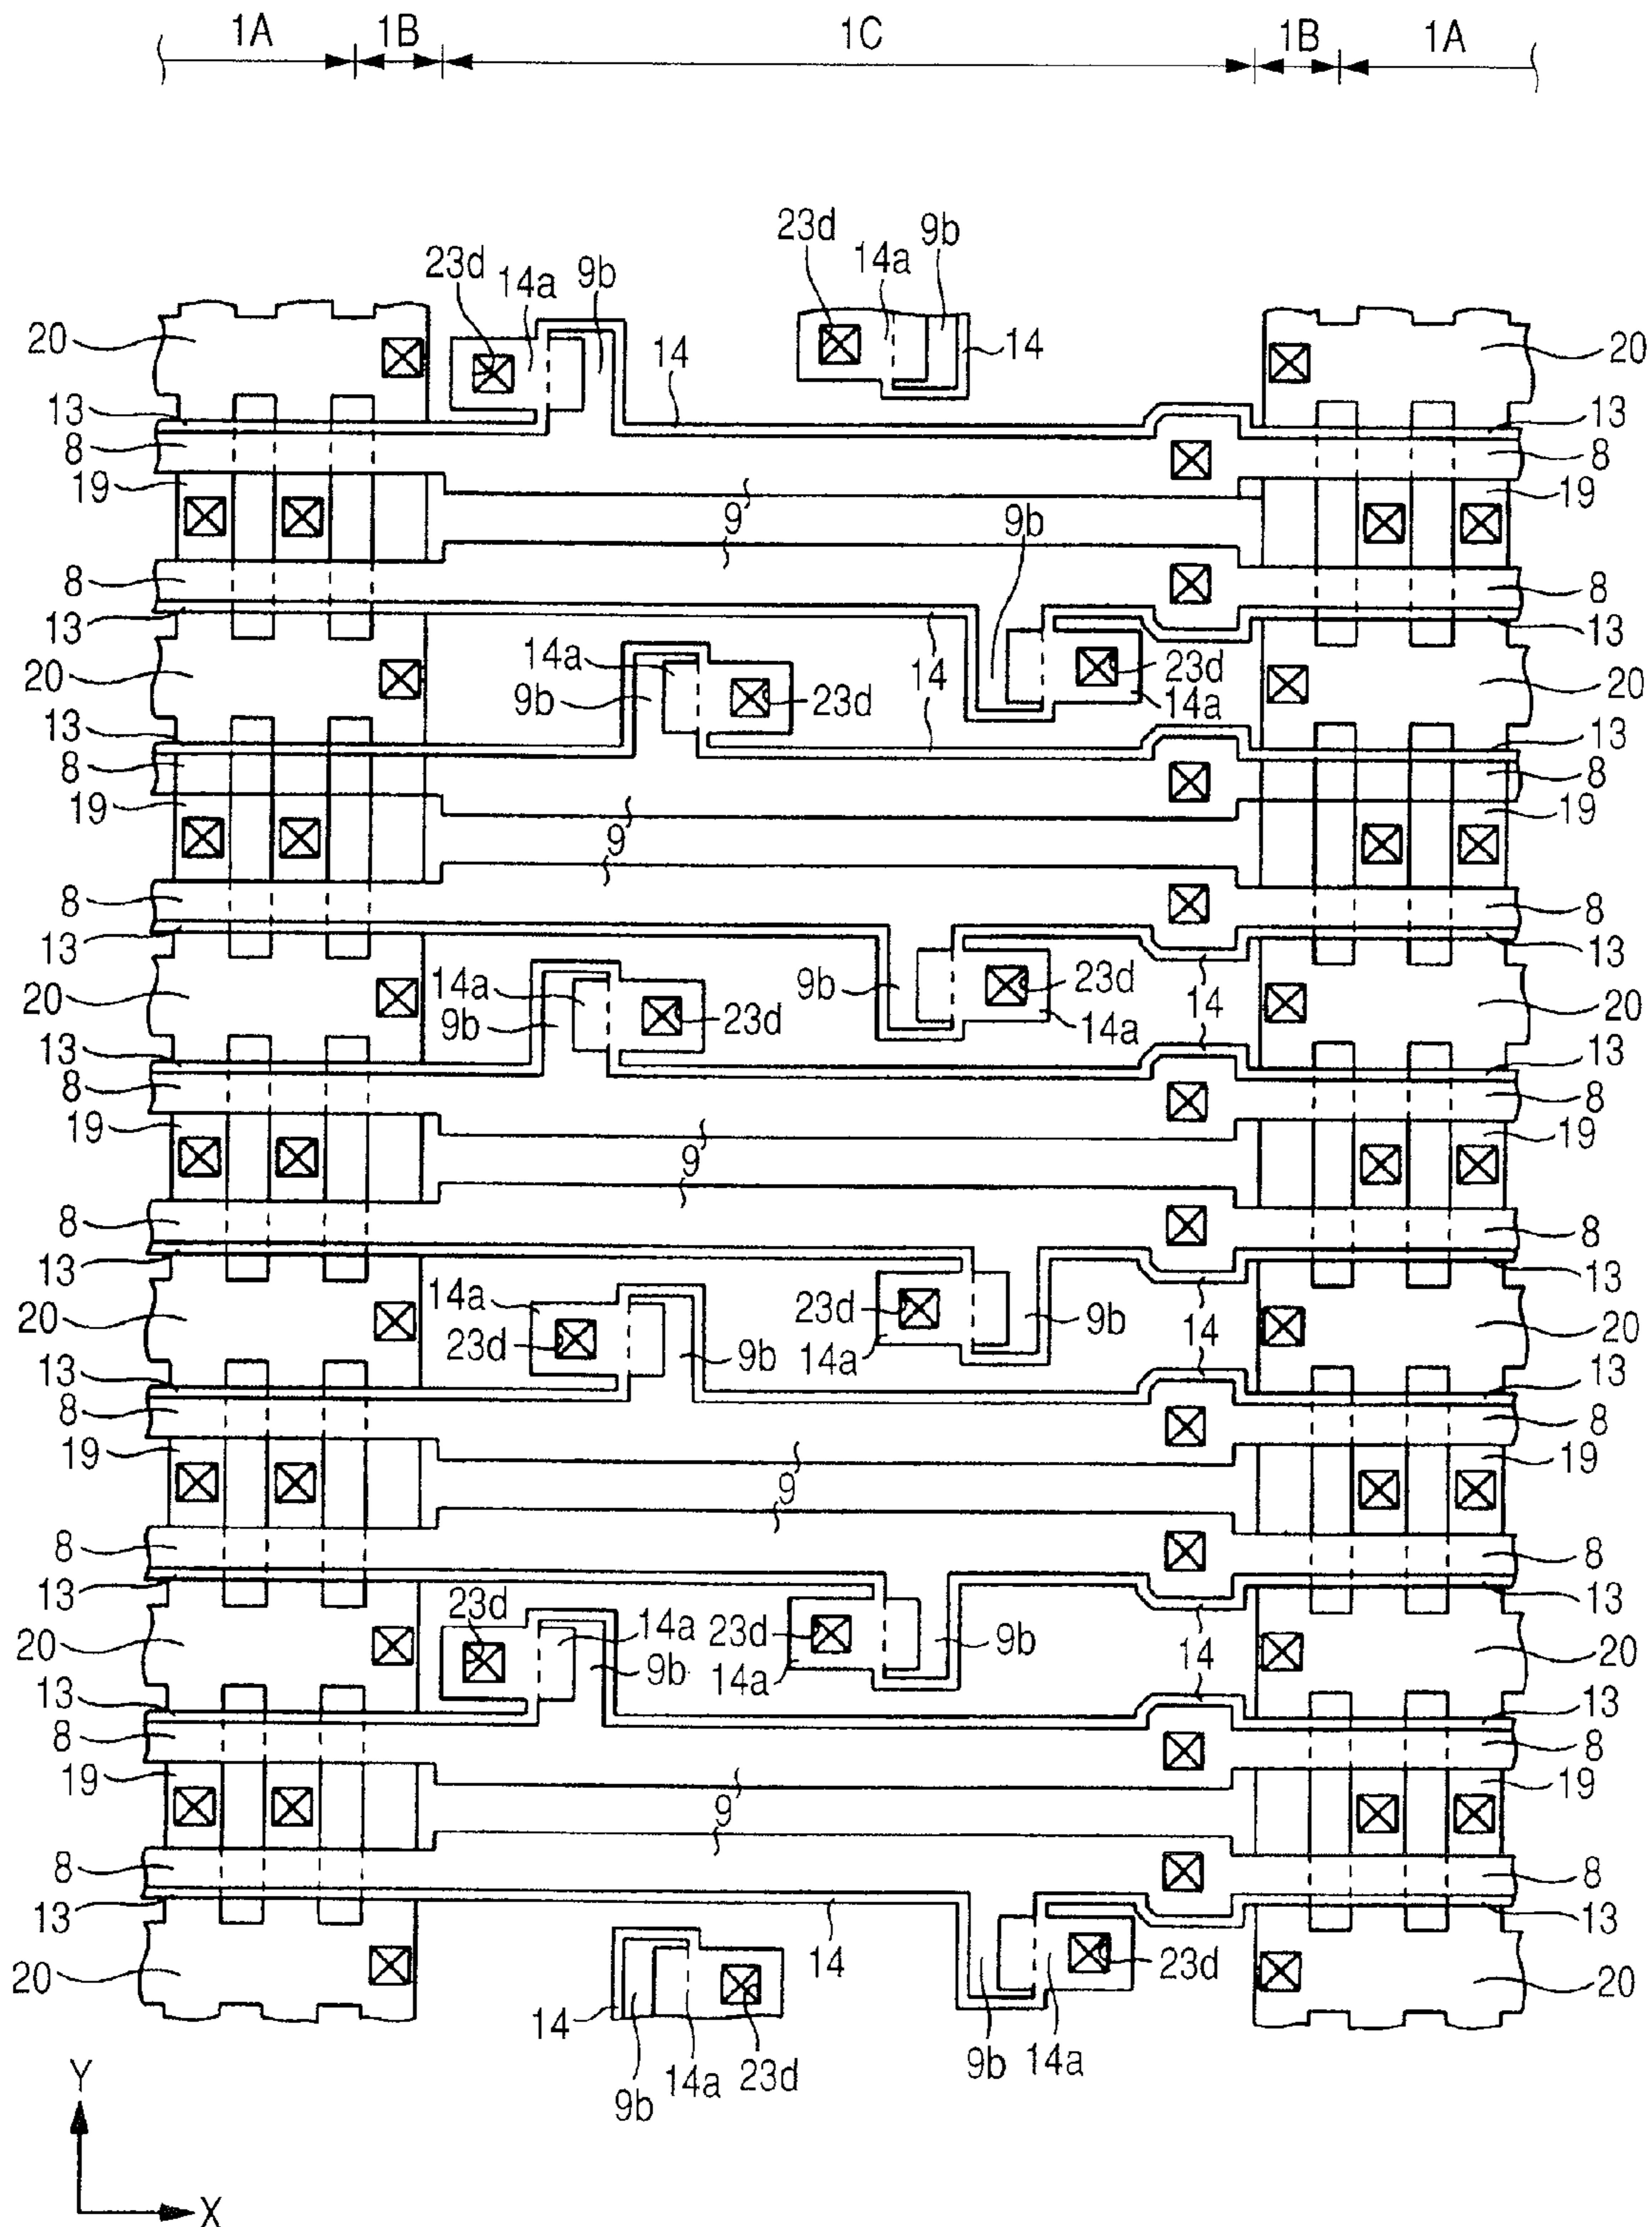 1A 1B 1C 1B 1A
23d 9b
23d 14a 9b 14a
20 14 14 20
13 13
8 8
19 19
9 9b
9
8 8
13 13
14a 14 14 23d
20 9b 23d 14a 20
13 13
8 8
19 9 19
9
8 8
13 13
14a 9b 23d 14
20 9b 23d 14a 20
13 14 13
8 8
19 9 19
9
8 8
13 13
14a 23d 14
20 23d 9b 14a 9b 14 20
13 13
8 8
19 9 19
9
8 8
13 13
23d 14a 23d 9b 14
20 9b 14a 14 20
13 13
8 8
19 9 19
9
8 8
13 14 13
20 23d 20
14 9b 14a
9b 14a 23d
Y
X